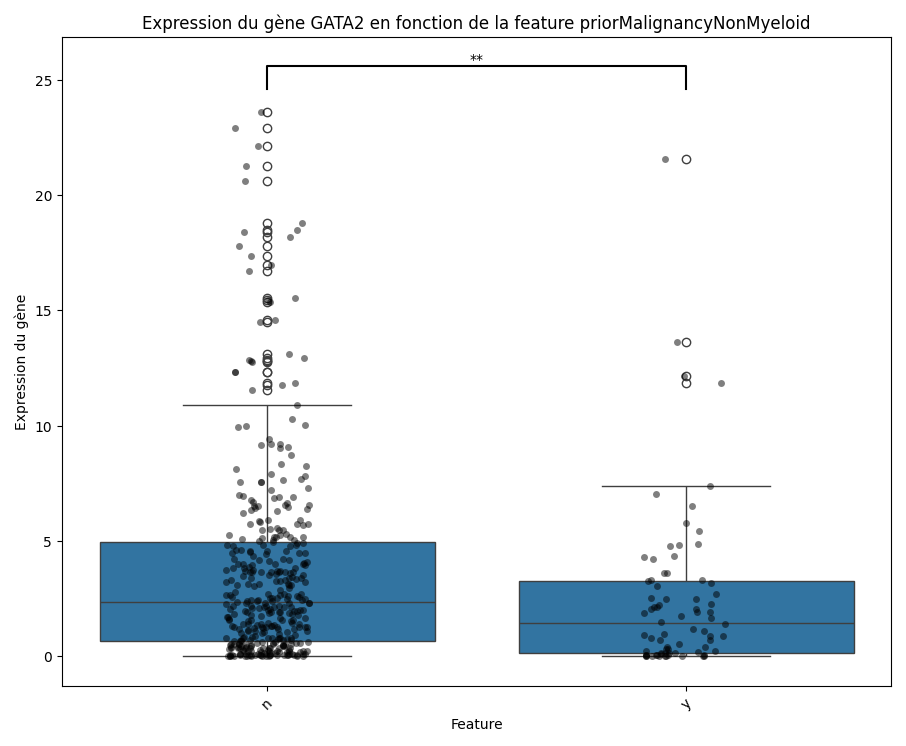 Expression du gène GATA2 en fonction de la feature priorMalignancyNonMyeloid
**
25
20
15
10
5
0
Expression du gène
n
y
Feature